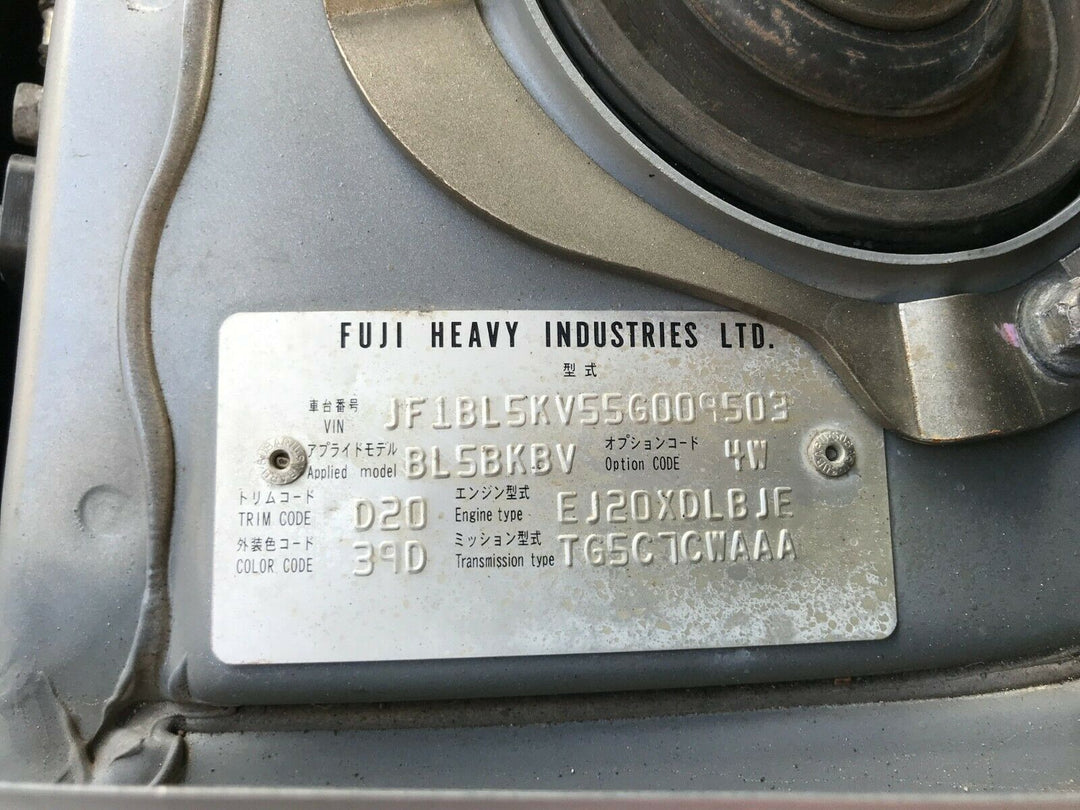 FUJI HEAVY INDUSTRIES LTD.
型式
車台番号 VIN JF1BL5KV55G009503
アプライドモデル Applied model BL5BKBV オプションコード Option CODE 4W
トリムコード TRIM CODE D20 エンジン型式 Engine type EJ20XDLBJE
外装色コード COLOR CODE 39D ミッション型式 Transmission type TG5C7CWAAA